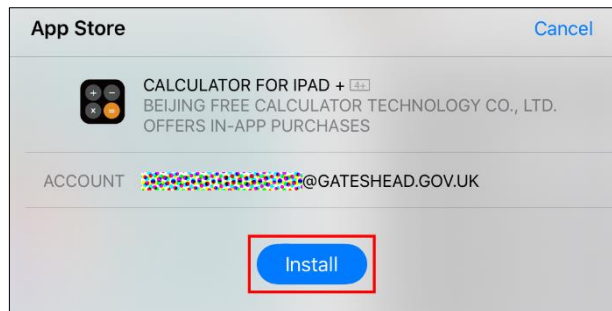 App Store Cancel
CALCULATOR FOR IPAD + 4+
BEIJING FREE CALCULATOR TECHNOLOGY CO., LTD.
OFFERS IN-APP PURCHASES
ACCOUNT @GATESHEAD.GOV.UK
Install